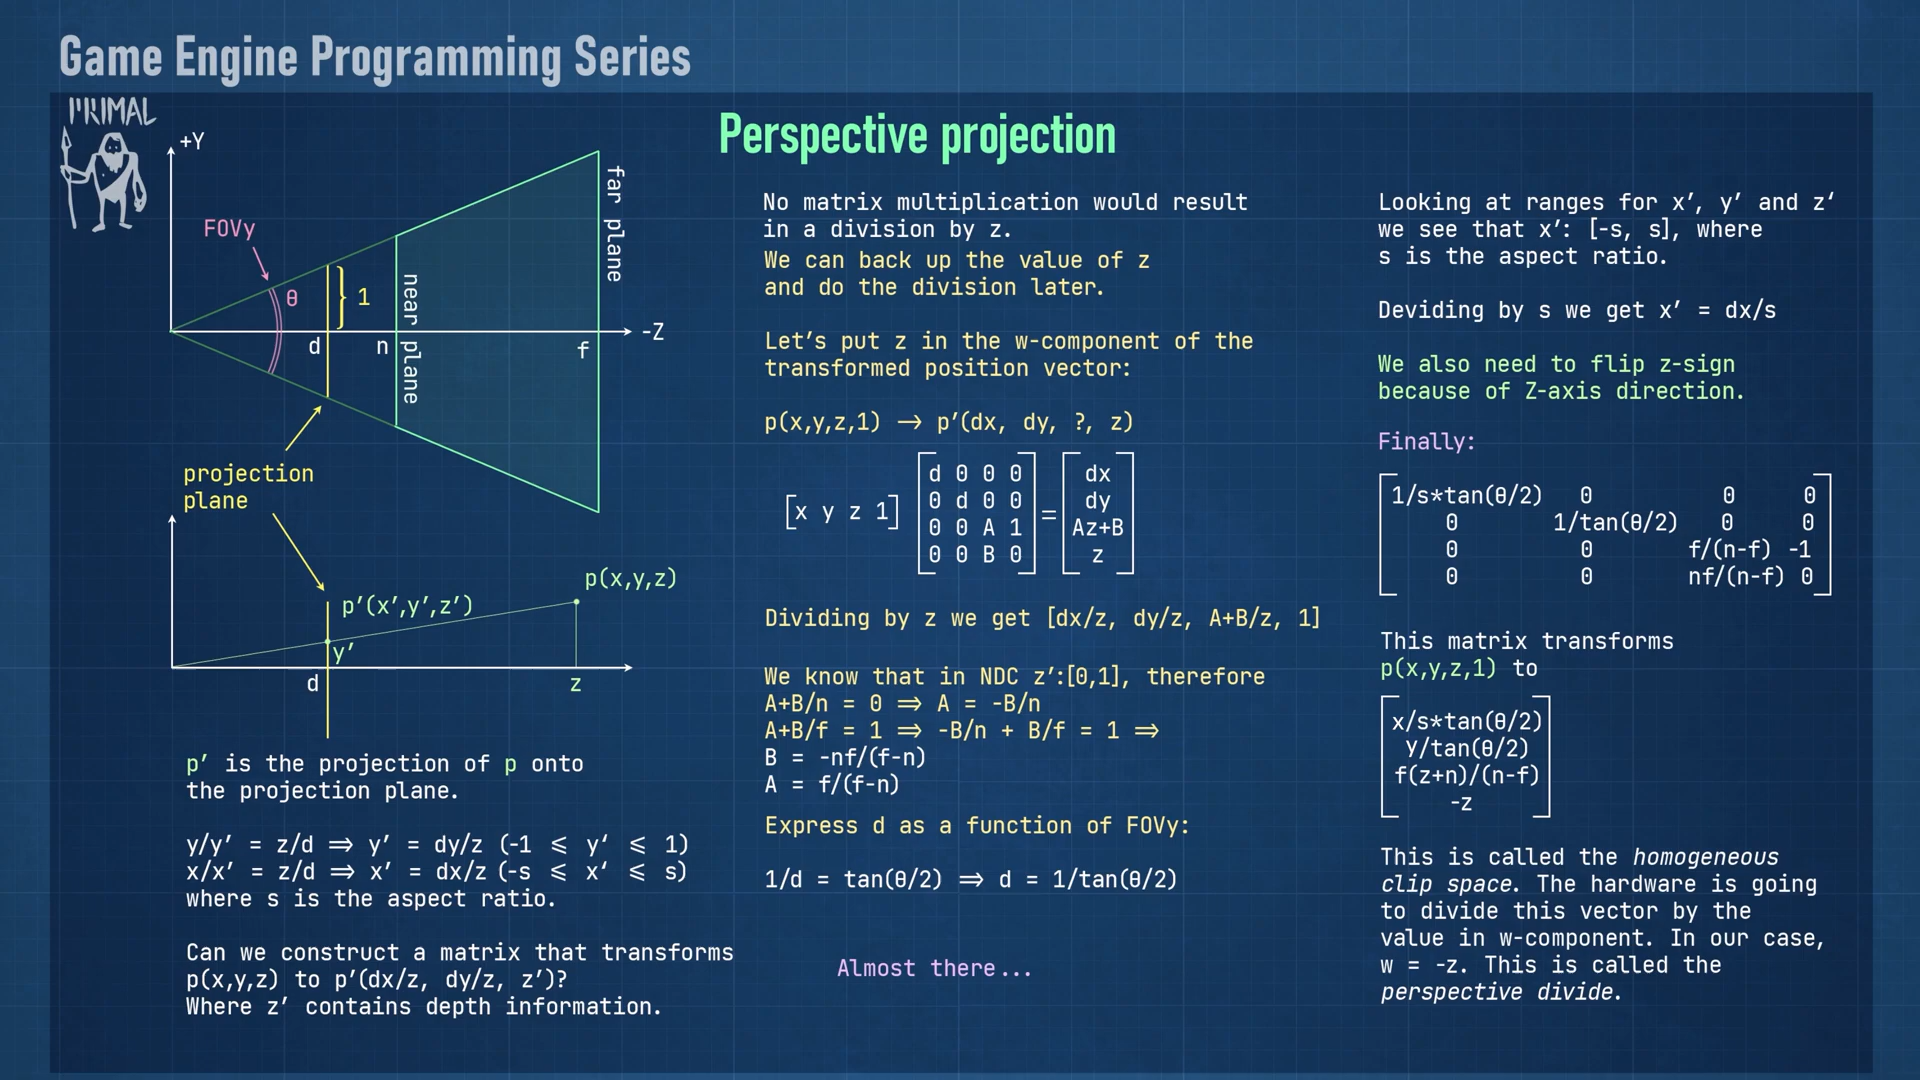 Game Engine Programming Series
PRIMAL
Perspective projection
+Y
FOVy
θ
1
near plane
far plane
-Z
d
n
f
projection
plane
p(x,y,z)
p’(x’,y’,z’)
y’
d
z
p’ is the projection of p onto
the projection plane.
y/y’ = z/d ⇒ y’ = dy/z (-1 ⩽ y‘ ⩽ 1)
x/x’ = z/d ⇒ x’ = dx/z (-s ⩽ x‘ ⩽ s)
where s is the aspect ratio.
Can we construct a matrix that transforms
p(x,y,z) to p’(dx/z, dy/z, z’)?
Where z’ contains depth information.
No matrix multiplication would result
in a division by z.
We can back up the value of z
and do the division later.
Let’s put z in the w-component of the
transformed position vector:
p(x,y,z,1) → p’(dx, dy, ?, z)
d 0 0 0 dx
0 d 0 0 dy
[x y z 1] = 
0 0 A 1 Az+B
0 0 B 0 z
Dividing by z we get [dx/z, dy/z, A+B/z, 1]
We know that in NDC z’:[0,1], therefore
A+B/n = 0 ⇒ A = -B/n
A+B/f = 1 ⇒ -B/n + B/f = 1 ⇒
B = -nf/(f-n)
A = f/(f-n)
Express d as a function of FOVy:
1/d = tan(θ/2) ⇒ d = 1/tan(θ/2)
Almost there...
Looking at ranges for x’, y’ and z‘
we see that x’: [-s, s], where
s is the aspect ratio.
Deviding by s we get x’ = dx/s
We also need to flip z-sign
because of Z-axis direction.
Finally:
1/s*tan(θ/2) 0 0 0
0 1/tan(θ/2) 0 0
0 0 f/(n-f) -1
0 0 nf/(n-f) 0
This matrix transforms
p(x,y,z,1) to
x/s*tan(θ/2)
y/tan(θ/2)
f(z+n)/(n-f)
-z
This is called the homogeneous
clip space. The hardware is going
to divide this vector by the
value in w-component. In our case,
w = -z. This is called the
perspective divide.